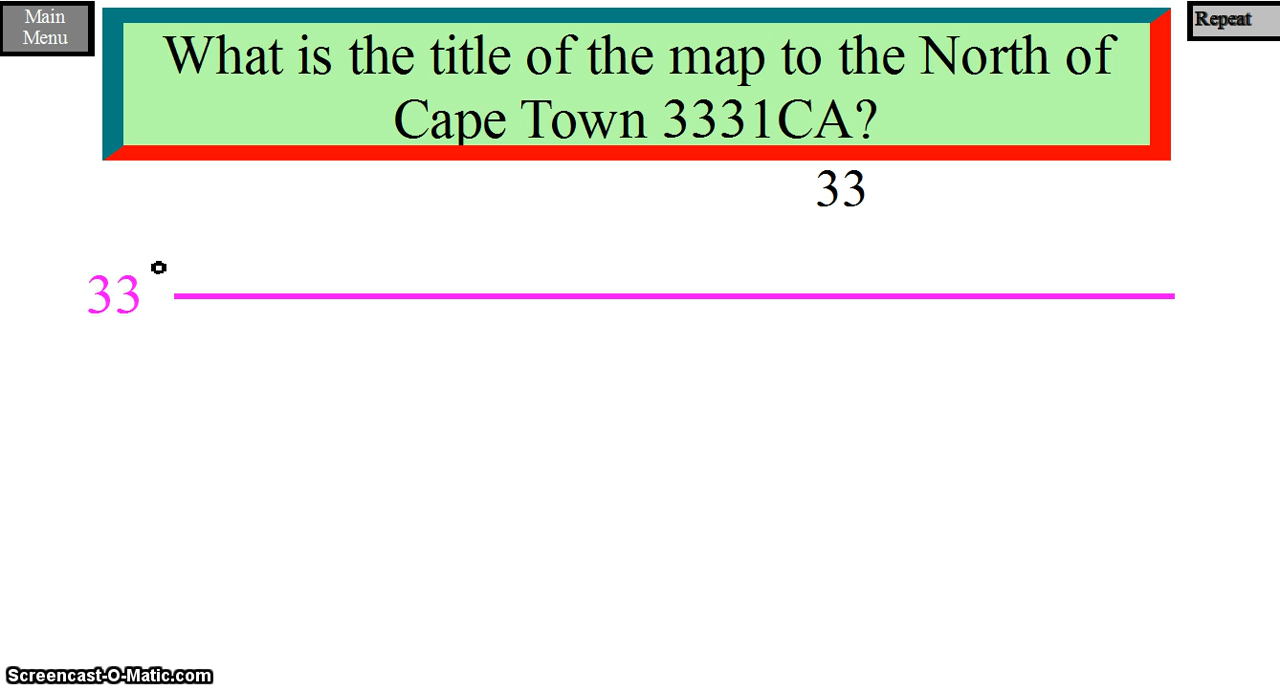 Main
Menu
What is the title of the map to the North of
Cape Town 3331CA?
Repeat
33
33°
Screencast-O-Matic.com